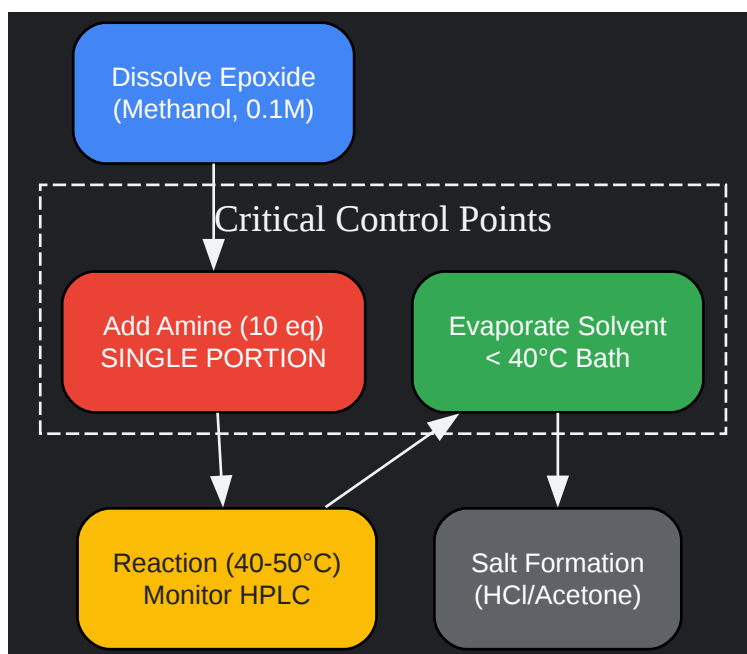 Dissolve Epoxide
(Methanol, 0.1M)
Critical Control Points
Add Amine (10 eq)
SINGLE PORTION
Evaporate Solvent
< 40°C Bath
Reaction (40-50°C)
Monitor HPLC
Salt Formation
(HCl/Acetone)